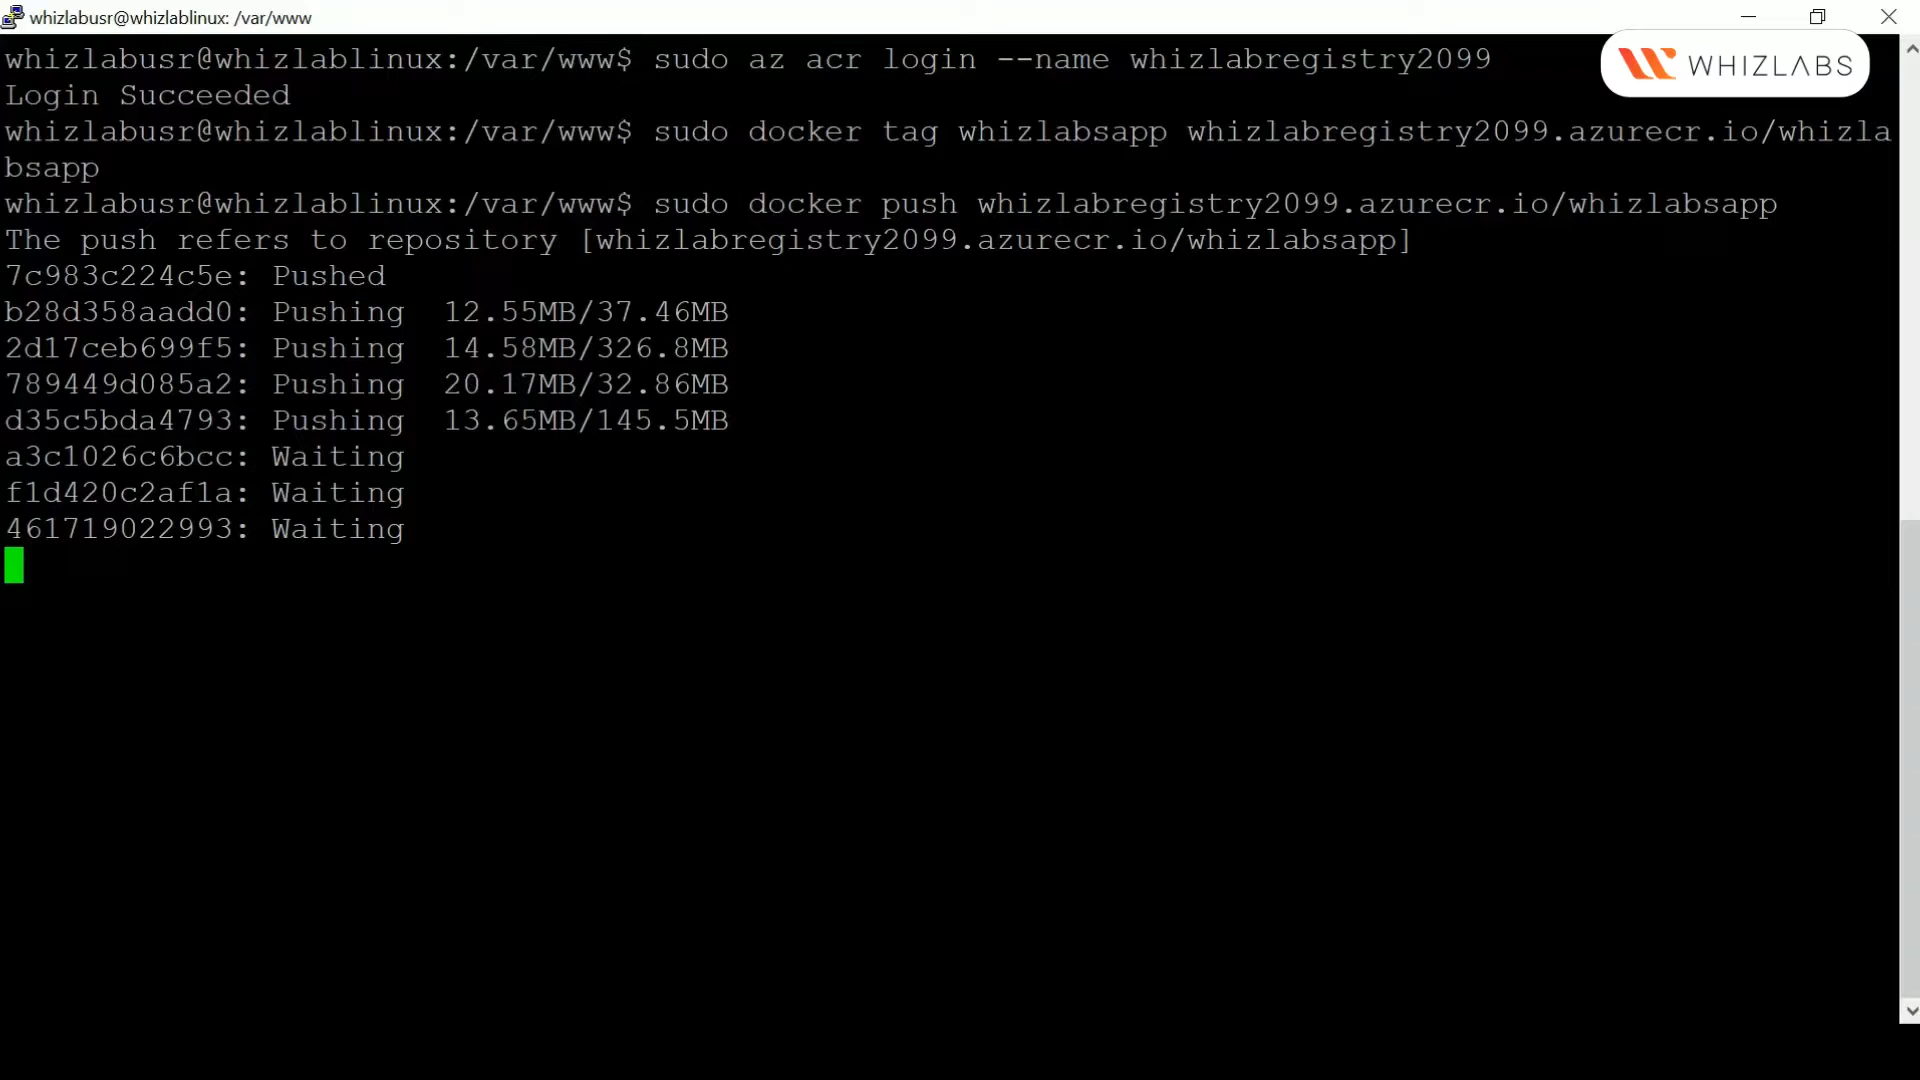 whizlabusr@whizlablinux: /var/www
whizlabusr@whizlablinux:/var/www$ sudo az acr login --name whizlabregistry2099
WHIZLABS
Login Succeeded
whizlabusr@whizlablinux:/var/www$ sudo docker tag whizlabsapp whizlabregistry2099.azurecr.io/whizla
bsapp
whizlabusr@whizlablinux:/var/www$ sudo docker push whizlabregistry2099.azurecr.io/whizlabsapp
The push refers to repository [whizlabregistry2099.azurecr.io/whizlabsapp]
7c983c224c5e: Pushed
b28d358aadd0: Pushing  12.55MB/37.46MB
2d17ceb699f5: Pushing  14.58MB/326.8MB
789449d085a2: Pushing  20.17MB/32.86MB
d35c5bda4793: Pushing  13.65MB/145.5MB
a3c1026c6bcc: Waiting
f1d420c2af1a: Waiting
461719022993: Waiting